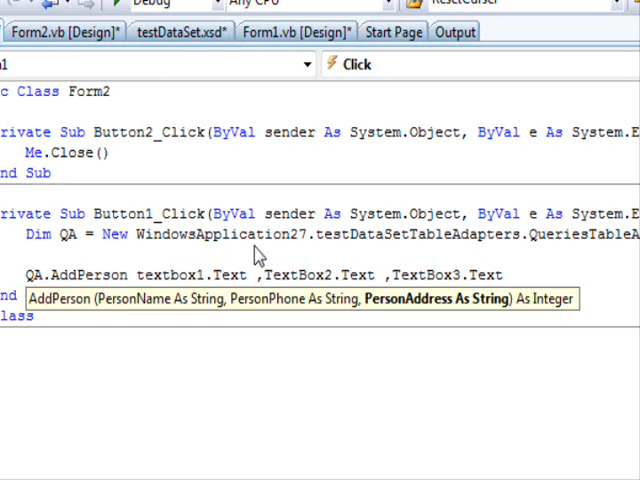 Debug Any CPU ResetCursor
Form2.vb [Design]* testDataSet.xsd* Form1.vb [Design]* Start Page Output
n1 Click
c Class Form2
rivate Sub Button2_Click(ByVal sender As System.Object, ByVal e As System.E
Me.Close()
nd Sub
rivate Sub Button1_Click(ByVal sender As System.Object, ByVal e As System.E
Dim QA = New WindowsApplication27.testDataSetTableAdapters.QueriesTableA
QA.AddPerson textbox1.Text ,TextBox2.Text ,TextBox3.Text
nd
AddPerson (PersonName As String, PersonPhone As String, PersonAddress As String) As Integer
lass